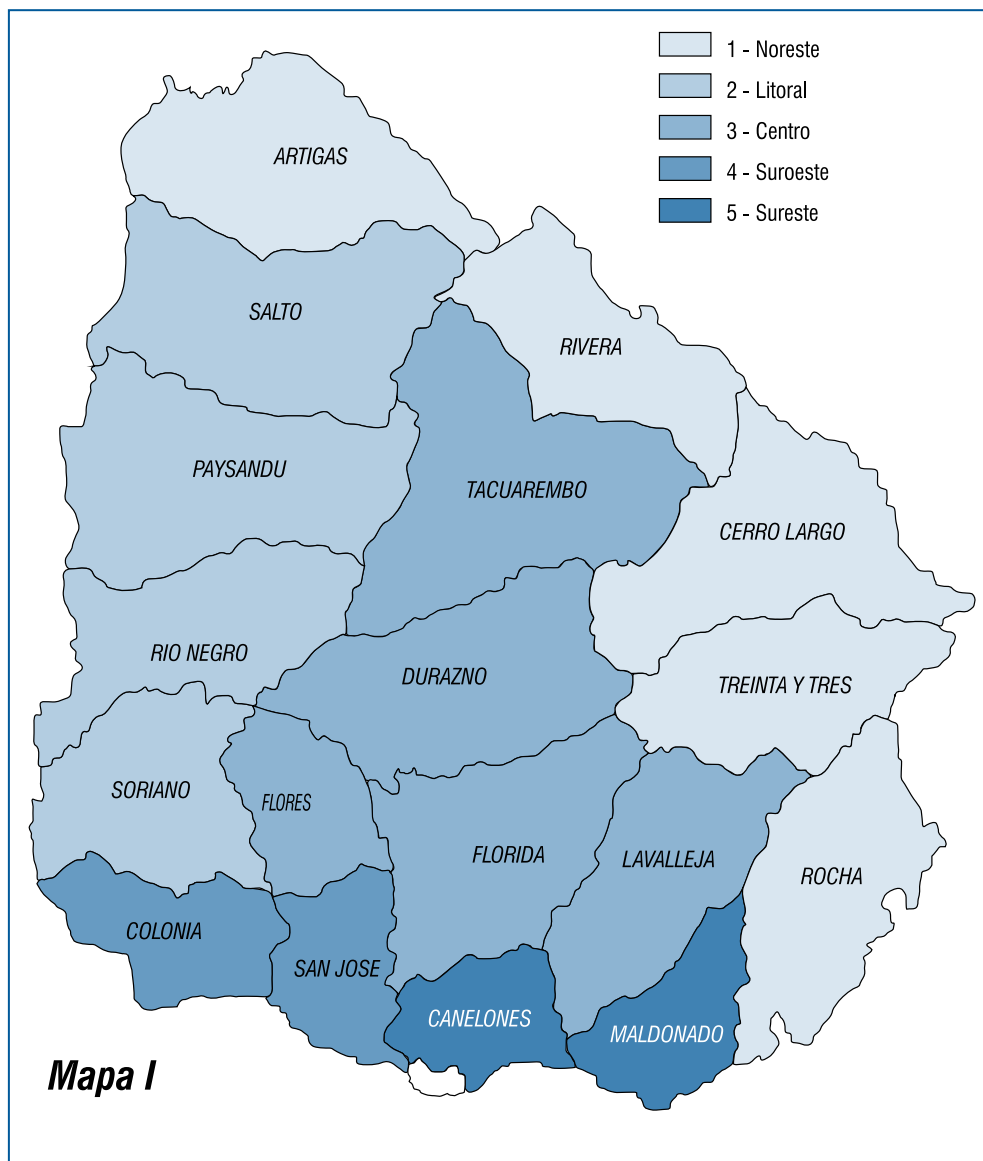 1 - Noreste
2 - Litoral
3 - Centro
4 - Suroeste
5 - Sureste
ARTIGAS
SALTO
RIVERA
PAYSANDU
TACUAREMBO
CERRO LARGO
RIO NEGRO
DURAZNO
TREINTA Y TRES
SORIANO
FLORES
FLORIDA
LAVALLEJA
ROCHA
COLONIA
SAN JOSE
CANELONES
MALDONADO
Mapa I